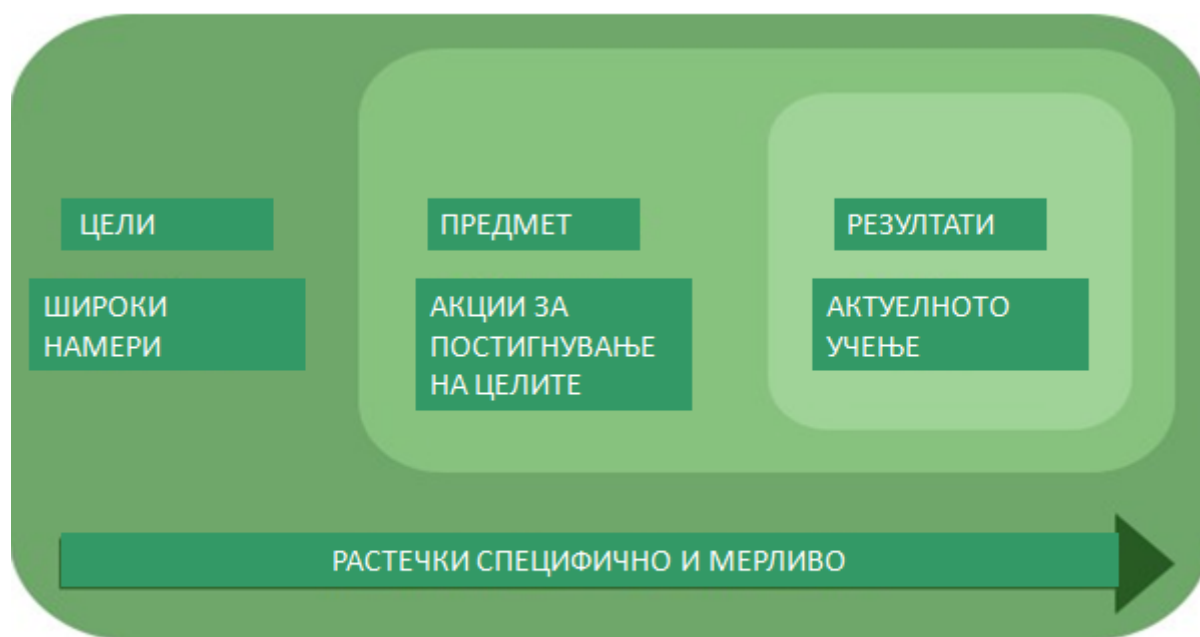 ЦЕЛИ
ШИРОКИ
НАМЕРИ
ПРЕДМЕТ
АКЦИИ ЗА
ПОСТИГНУВАЊЕ
НА ЦЕЛИТЕ
РЕЗУЛТАТИ
АКТУЕЛНОТО
УЧЕЊЕ
РАСТЕЧКИ СПЕЦИФИЧНО И МЕРЛИВО